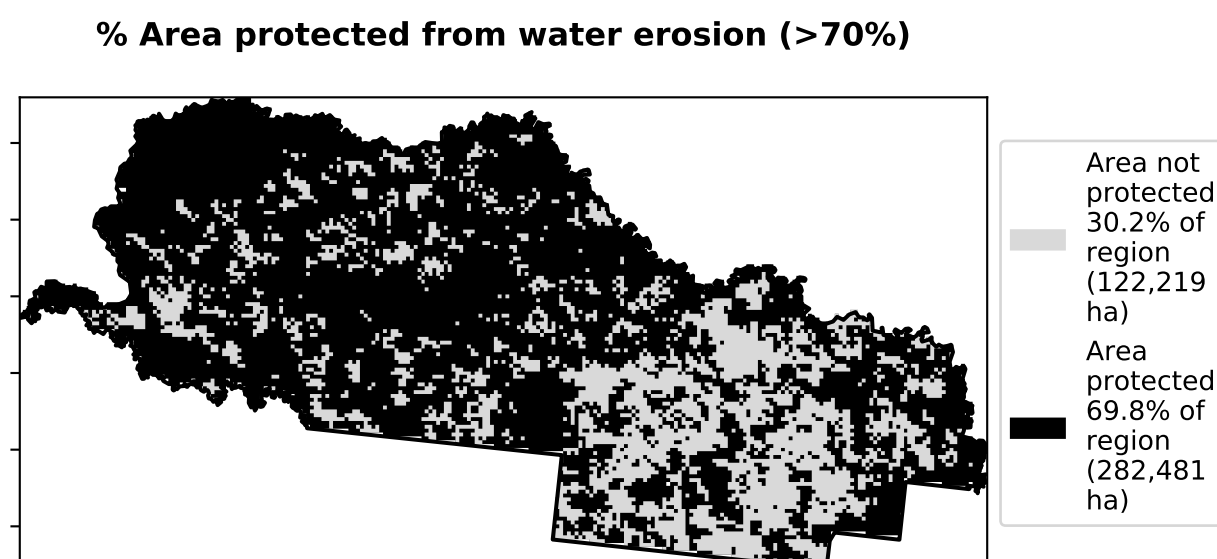 % Area protected from water erosion (>70%)
Area not
protected
30.2% of
region
(122,219
ha)
Area
protected
69.8% of
region
(282,481
ha)